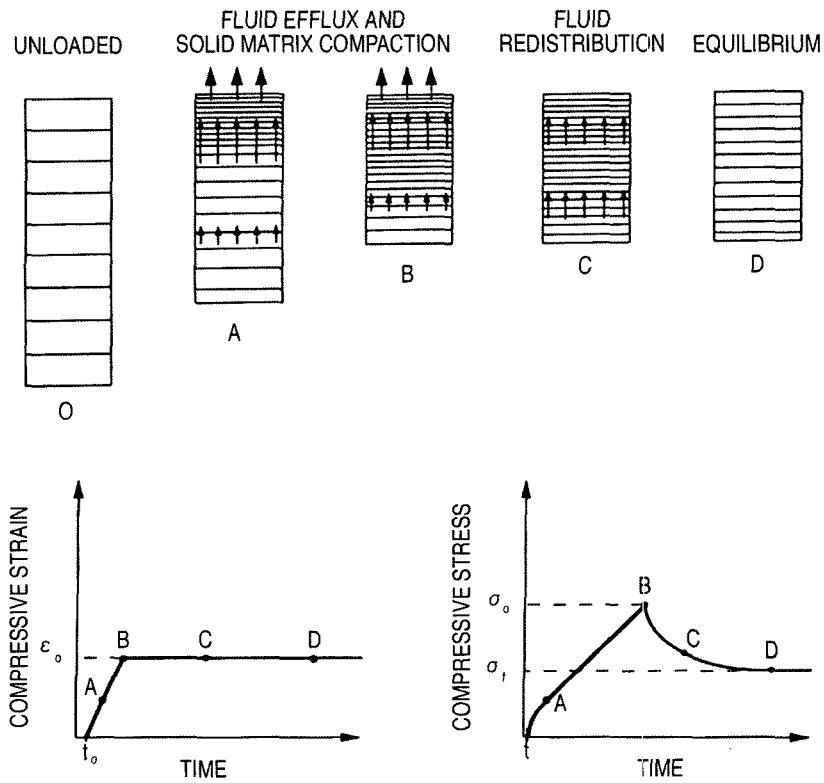 UNLOADED
FLUID EFFLUX AND
SOLID MATRIX COMPACTION
FLUID
REDISTRIBUTION
EQUILIBRIUM
O
A
B
C
D
COMPRESSIVE STRAIN
ε₀
A
B
C
D
t₀
TIME
COMPRESSIVE STRESS
σ₀
σf
A
B
C
D
t
TIME